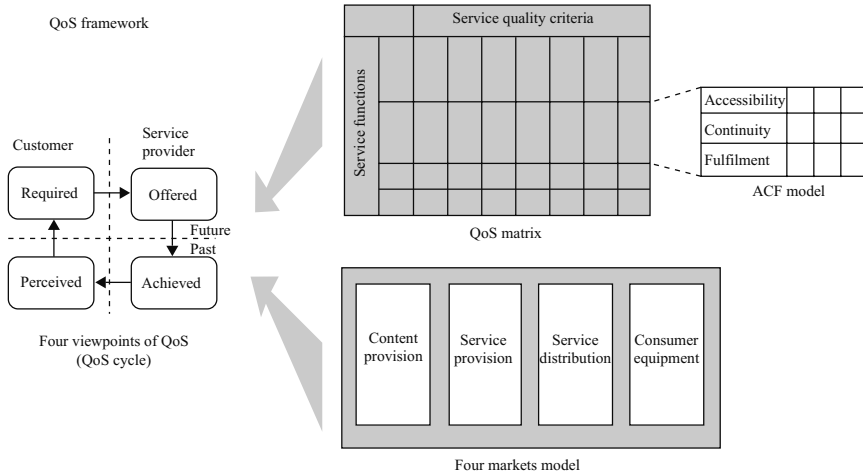 QoS framework
Customer
Service
provider
Required
Offered
Future
Past
Perceived
Achieved
Four viewpoints of QoS
(QoS cycle)
Service quality criteria
Service functions
QoS matrix
Accessibility
Continuity
Fulfilment
ACF model
Content
provision
Service
provision
Service
distribution
Consumer
equipment
Four markets model